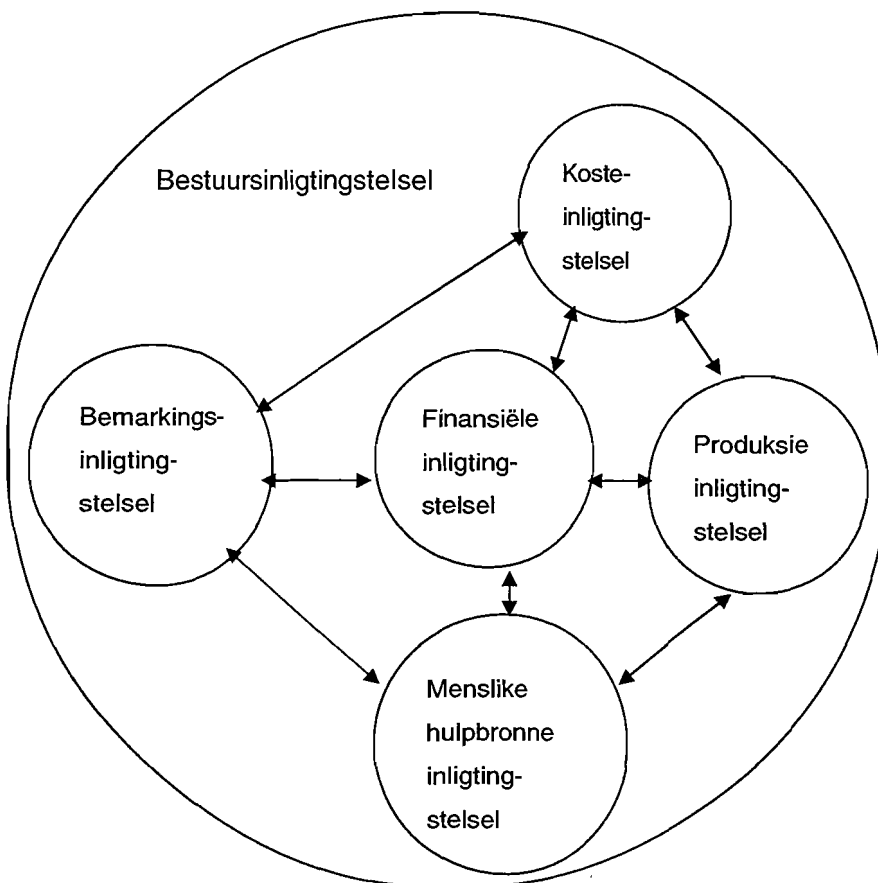 Bestuursinligtingstelsel
Koste-
inligting-
stelsel
Bemarkings-
inligting-
stelsel
Finansiële
inligting-
stelsel
Produksie
inligting-
stelsel
Menslike
hulpbronne
inligting-
stelsel